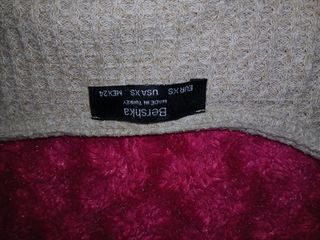 Bershka
MADE IN TURKEY
EUR XS USA XS MEX 24